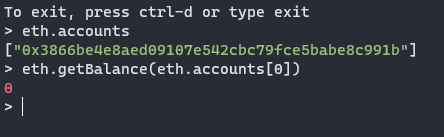 To exit, press ctrl-d or type exit
> eth.accounts
["0x3866be4e8aed09107e542cbc79fce5babe8c991b"]
> eth.getBalance(eth.accounts[0])
0
>